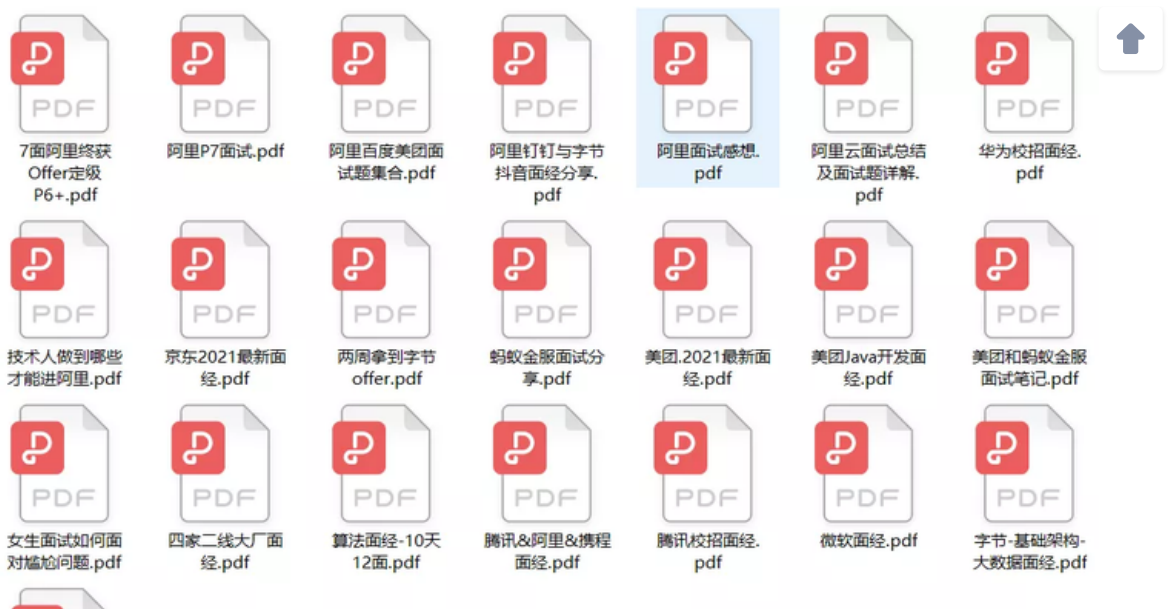 PDF PDF PDF PDF PDF PDF PDF
7面阿里终获
Offer定级
P6+.pdf
阿里P7面试.pdf
阿里百度美团面
试题集合.pdf
阿里钉钉与字节
抖音面经分享.
pdf
阿里面试感想.
pdf
阿里云面试总结
及面试题详解.
pdf
华为校招面经.
pdf
PDF PDF PDF PDF PDF PDF PDF
技术人做到哪些
才能进阿里.pdf
京东2021最新面
经.pdf
两周拿到字节
offer.pdf
蚂蚁金服面试分
享.pdf
美团.2021最新面
经.pdf
美团Java开发面
经.pdf
美团和蚂蚁金服
面试笔记.pdf
PDF PDF PDF PDF PDF PDF PDF
女生面试如何面
对尴尬问题.pdf
四家二线大厂面
经.pdf
算法面经-10天
12面.pdf
腾讯&阿里&携程
面经.pdf
腾讯校招面经.
pdf
微软面经.pdf
字节-基础架构-
大数据面经.pdf